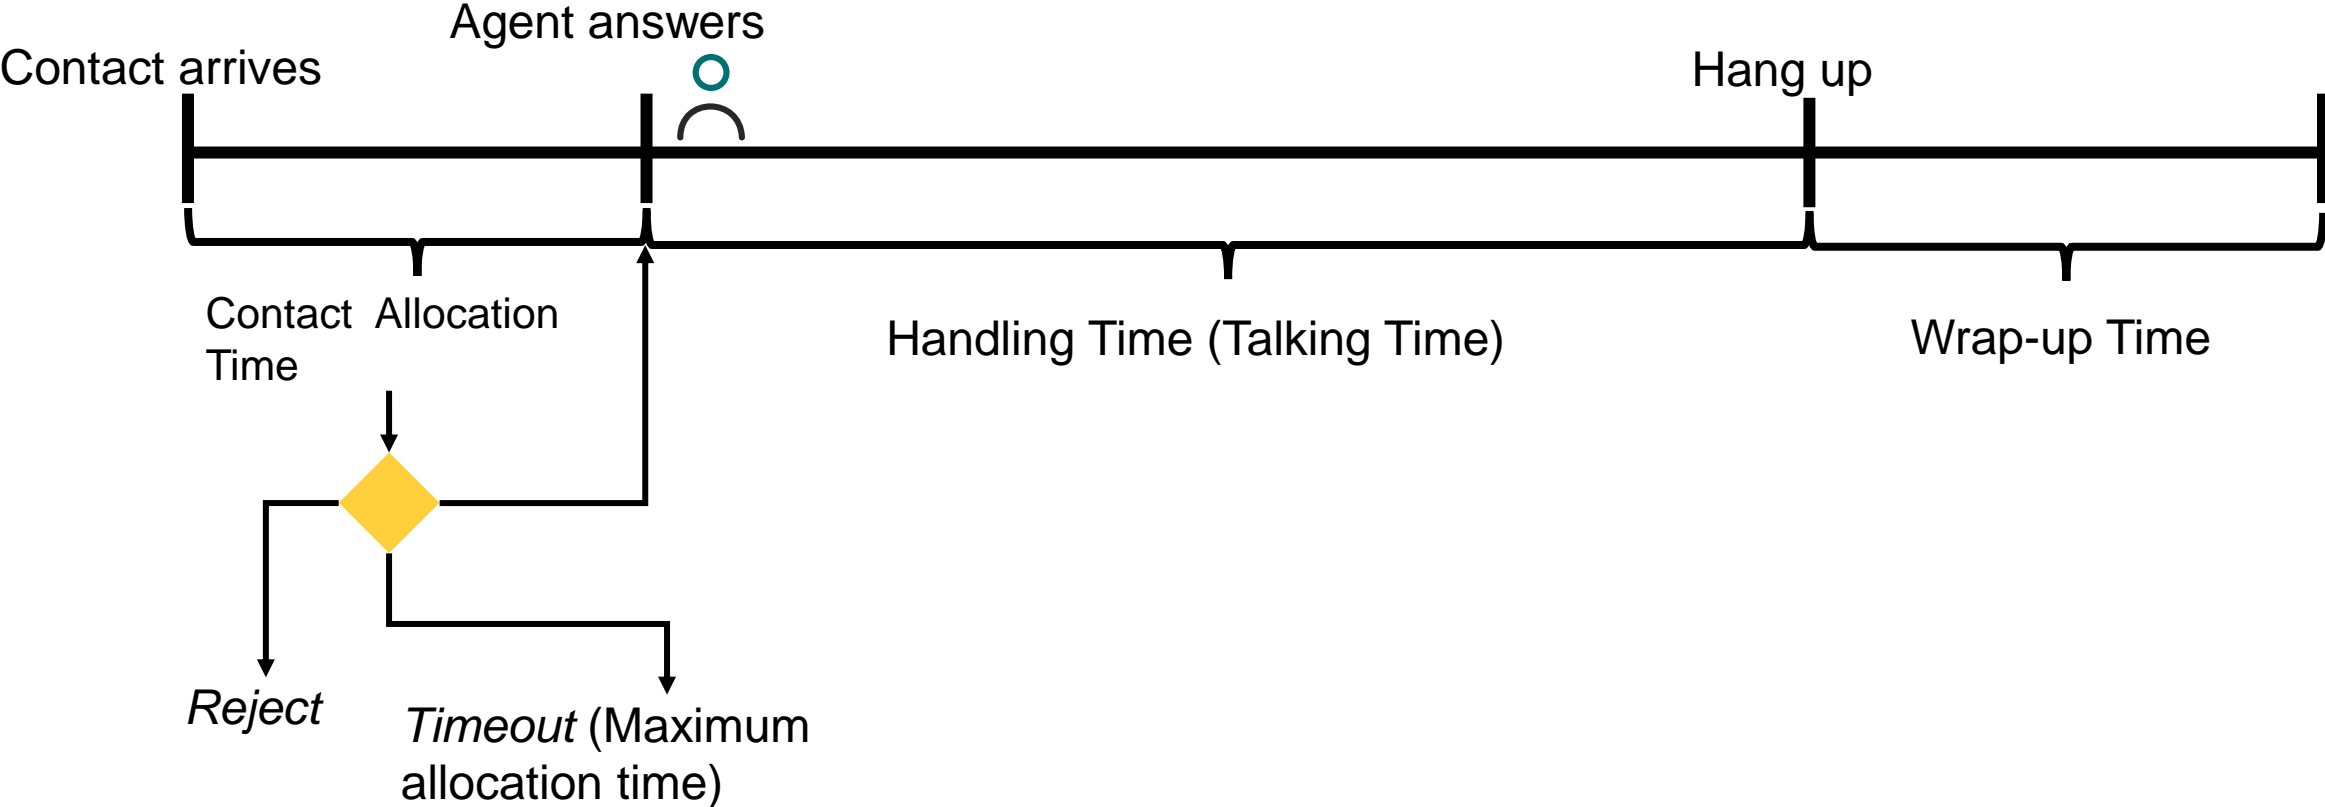 Agent answers
Contact arrives
Hang up
Contact Allocation
Time
Handling Time (Talking Time)
Wrap-up Time
Reject
Timeout (Maximum
allocation time)